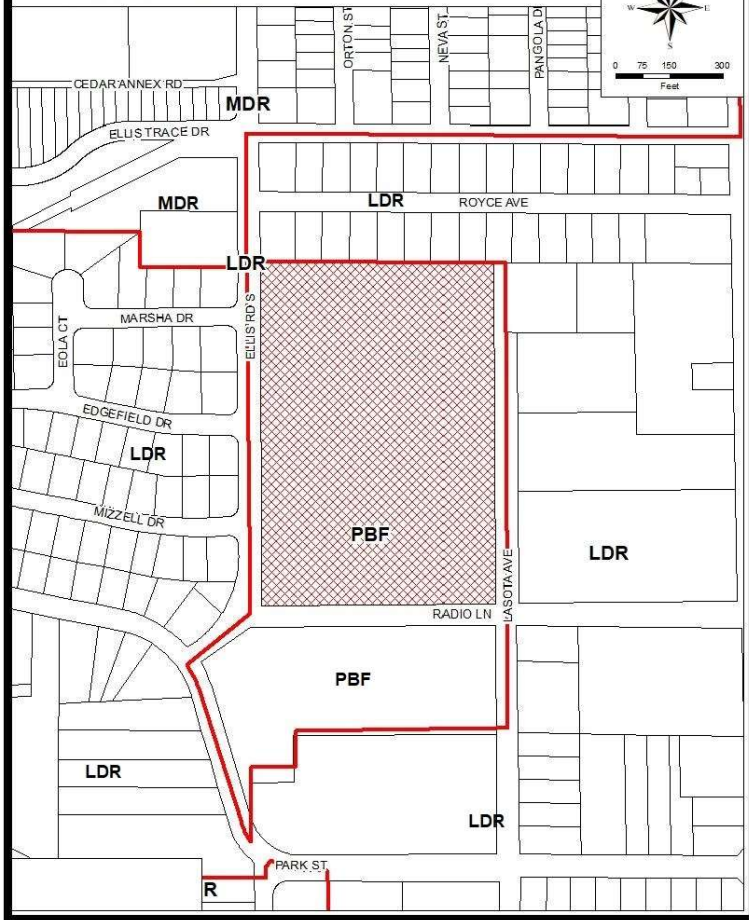 W E
S
0 75 150 300
Feet
ORTON ST
NEVA ST
CEDAR ANNEX RD
MDR
ELLIS TRACE DR
MDR
LDR
ROYCE AVE
LDR
MARSHA DR
ELLIS RD S
EOLA CT
EDGEFIELD DR
LDR
MIZZELL DR
PBF
LDR
LASOTA AVE
RADIO LN
PBF
LDR
LDR
PARK ST
R